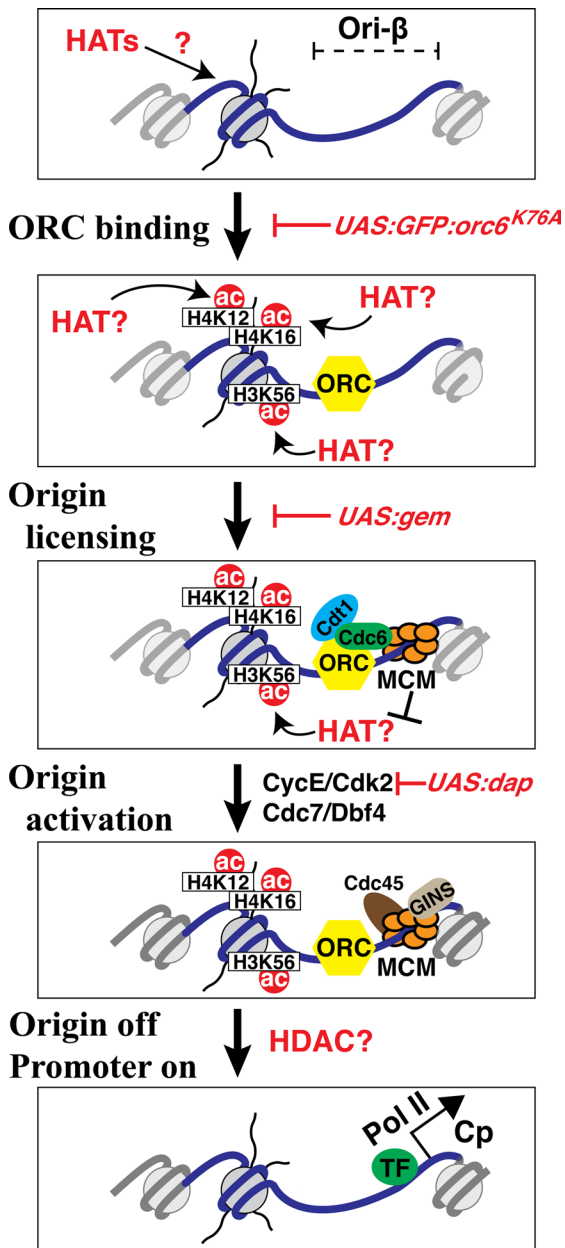 HATs
?
Ori-β
ORC binding
UAS:GFP:orc6K76A
HAT?
ac
H4K12
ac
H4K16
HAT?
ORC
H3K56
ac
HAT?
Origin
licensing
UAS:gem
ac
H4K12
ac
H4K16
Cdt1
Cdc6
ORC
MCM
H3K56
ac
HAT?
Origin
activation
CycE/Cdk2
UAS:dap
Cdc7/Dbf4
ac
H4K12
ac
H4K16
Cdc45
GINS
ORC
MCM
H3K56
ac
Origin off
Promoter on
HDAC?
Pol II
Cp
TF